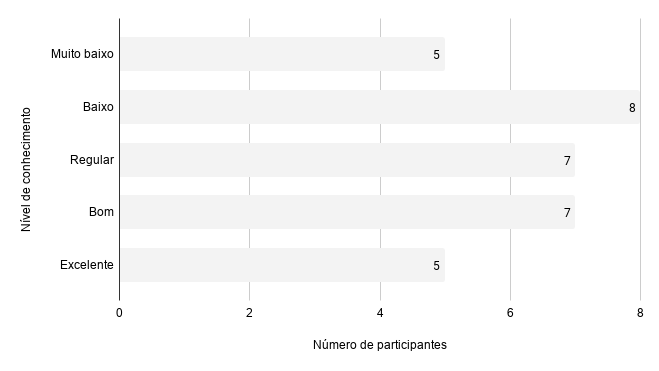 Nível de conhecimento
Muito baixo
5
Baixo
8
Regular
7
Bom
7
Excelente
5
0
2
4
6
8
Número de participantes